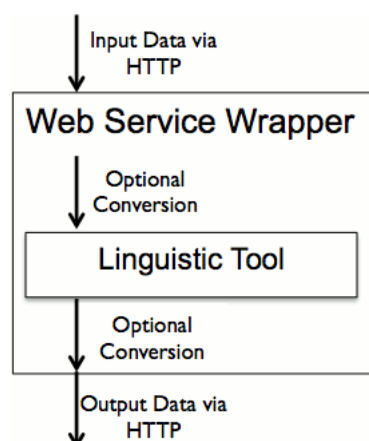 Input Data via
HTTP
Web Service Wrapper
Optional
Conversion
Linguistic Tool
Optional
Conversion
Output Data via
HTTP